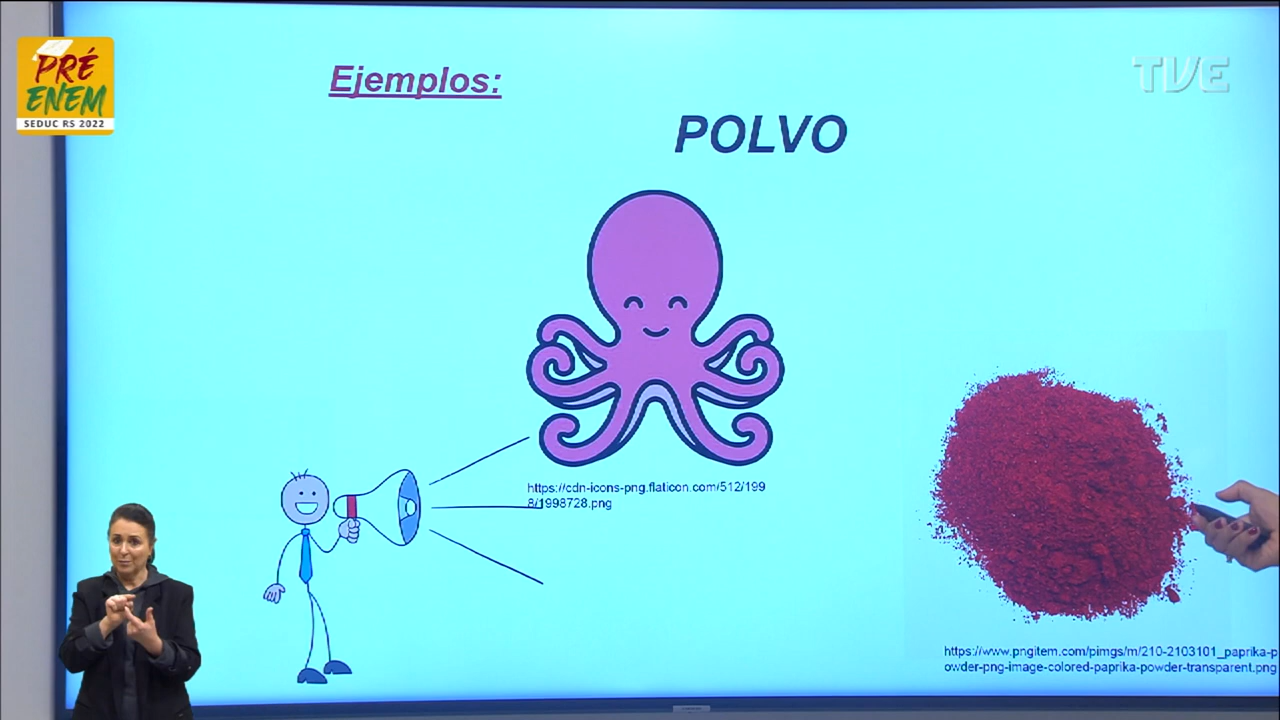 PRÉ
ENEM
SEDUC RS 2022
Ejemplos:
TVE
POLVO
https://cdn-icons-png.flaticon.com/512/199
8/1998728.png
https://www.pngitem.com/pimgs/m/210-2103101_paprika-p
owder-png-image-colored-paprika-powder-transparent.png